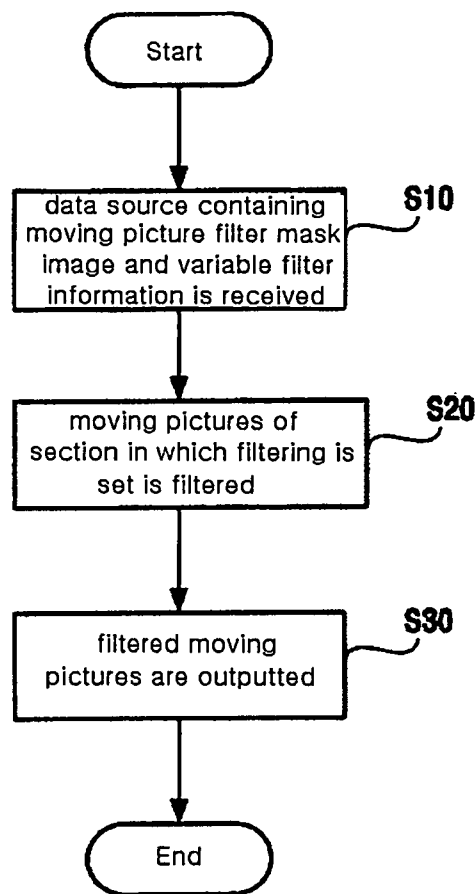 Start
data source containing
moving picture filter mask
image and variable filter
information is received
S10
moving pictures of
section in which filtering is
set is filtered
S20
filtered moving
pictures are outputted
S30
End